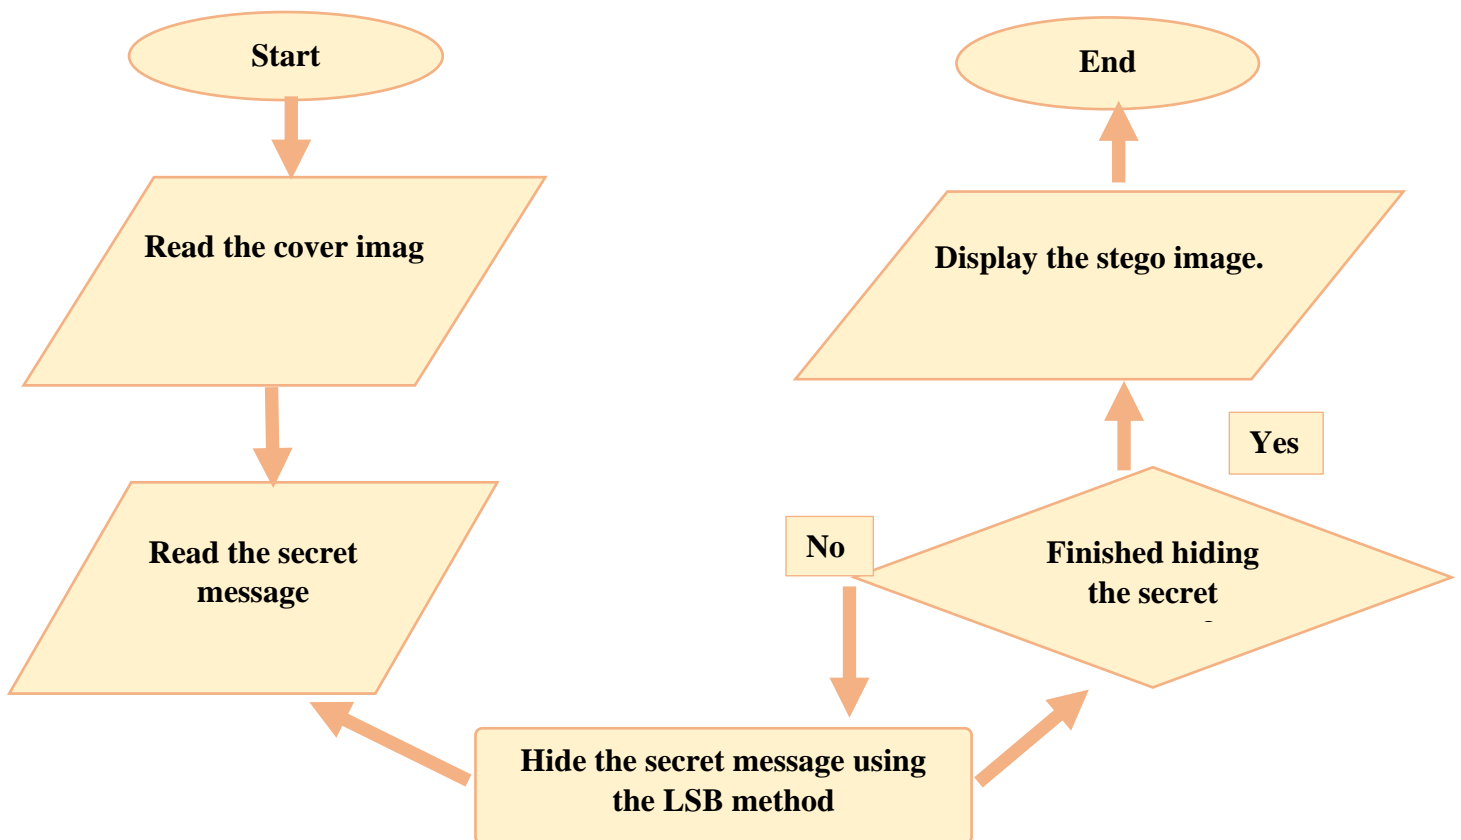 Start
Read the cover imag
Read the secret
message
Hide the secret message using
the LSB method
No
Finished hiding
the secret
Yes
Display the stego image.
End